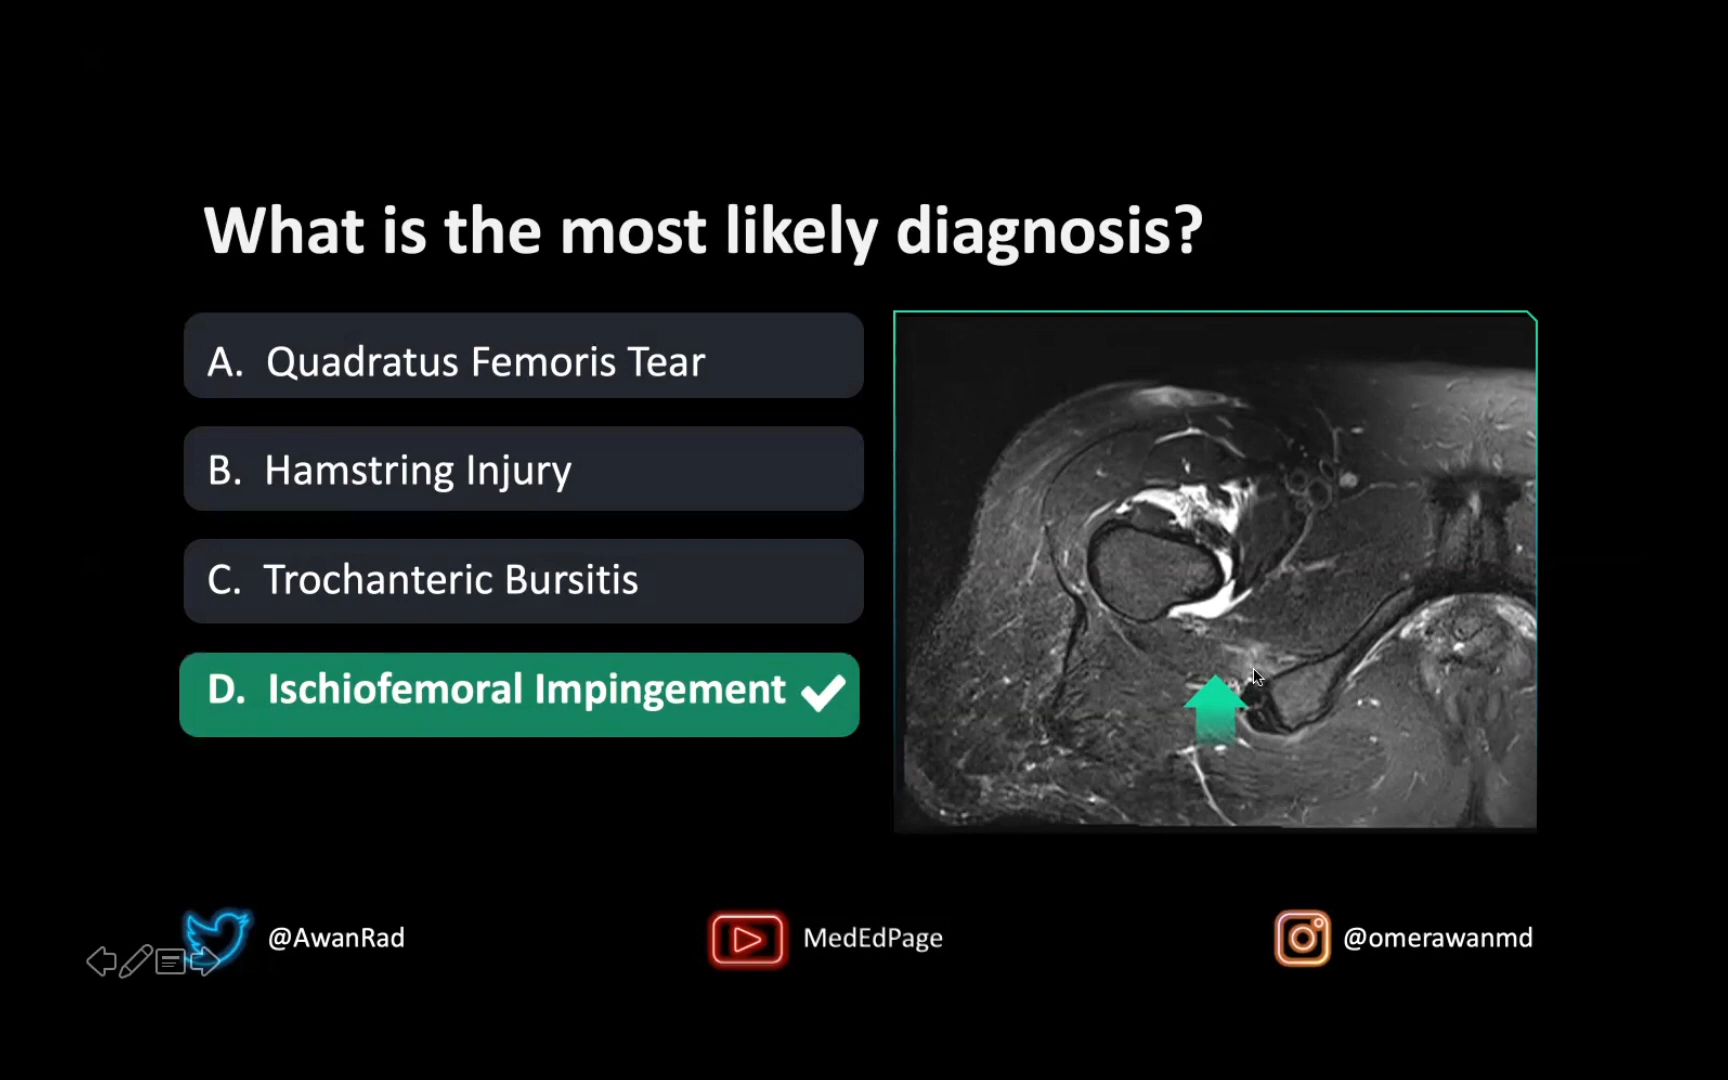 What is the most likely diagnosis?
A. Quadratus Femoris Tear
B. Hamstring Injury
C. Trochanteric Bursitis
D. Ischiofemoral Impingement
@AwanRad
MedEdPage
@omerawanmd